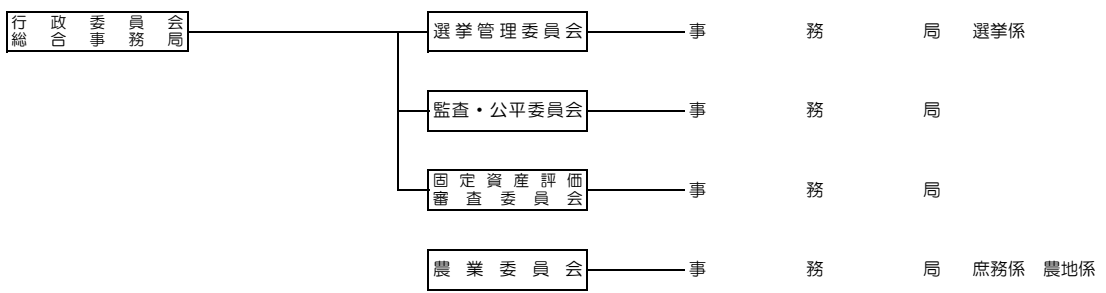 行政委員会
総合事務局
選挙管理委員会 事務局 選挙係
監査・公平委員会 事務局
固定資産評価
審査委員会 事務局
農業委員会 事務局 庶務係 農地係